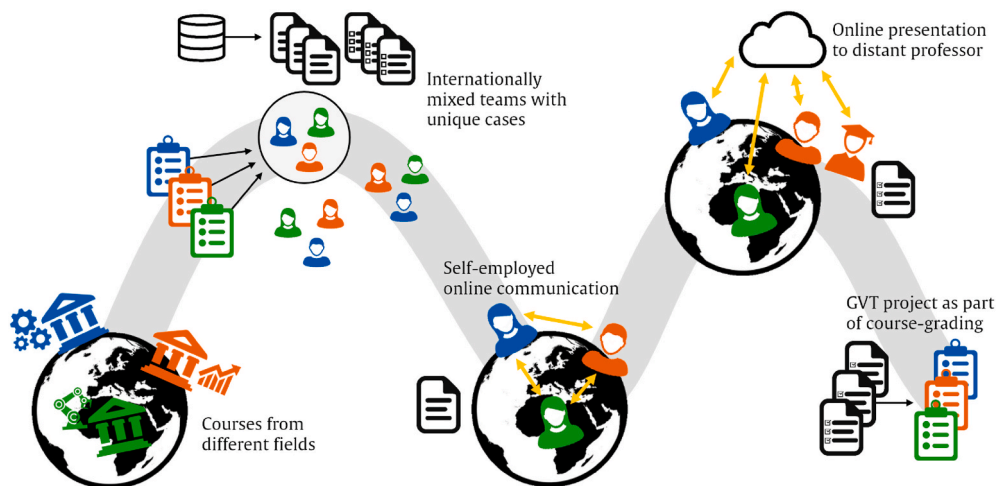 Internationally
mixed teams with
unique cases
Online presentation
to distant professor
Self-employed
online communication
GVT project as part
of course-grading
Courses from
different fields